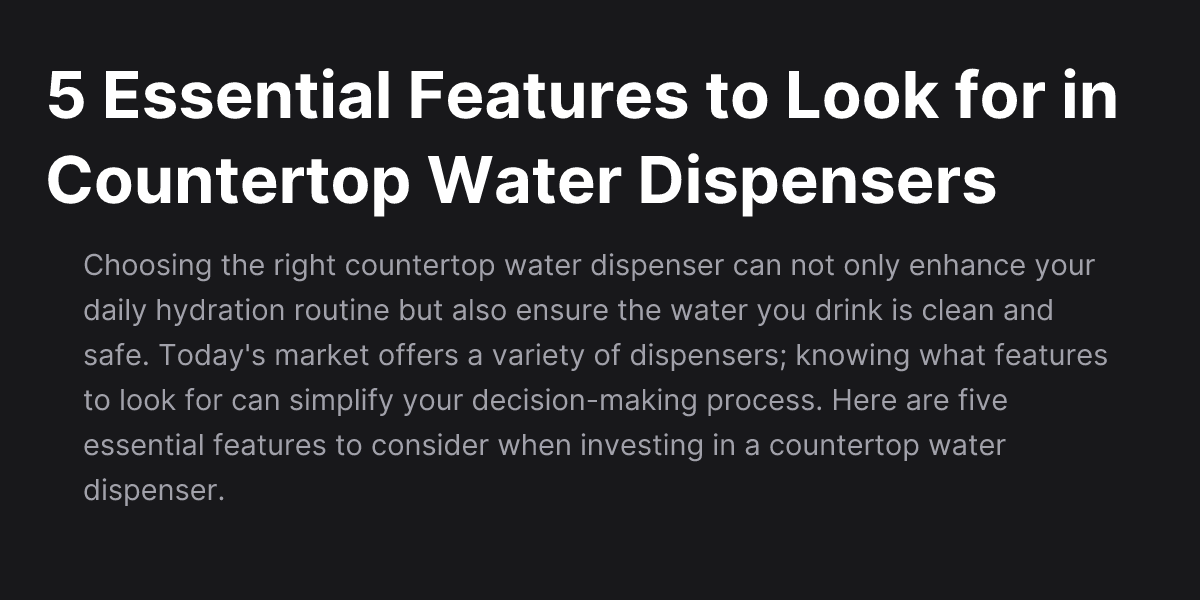 5 Essential Features to Look for in
Countertop Water Dispensers
Choosing the right countertop water dispenser can not only enhance your
daily hydration routine but also ensure the water you drink is clean and
safe. Today's market offers a variety of dispensers; knowing what features
to look for can simplify your decision-making process. Here are five
essential features to consider when investing in a countertop water
dispenser.